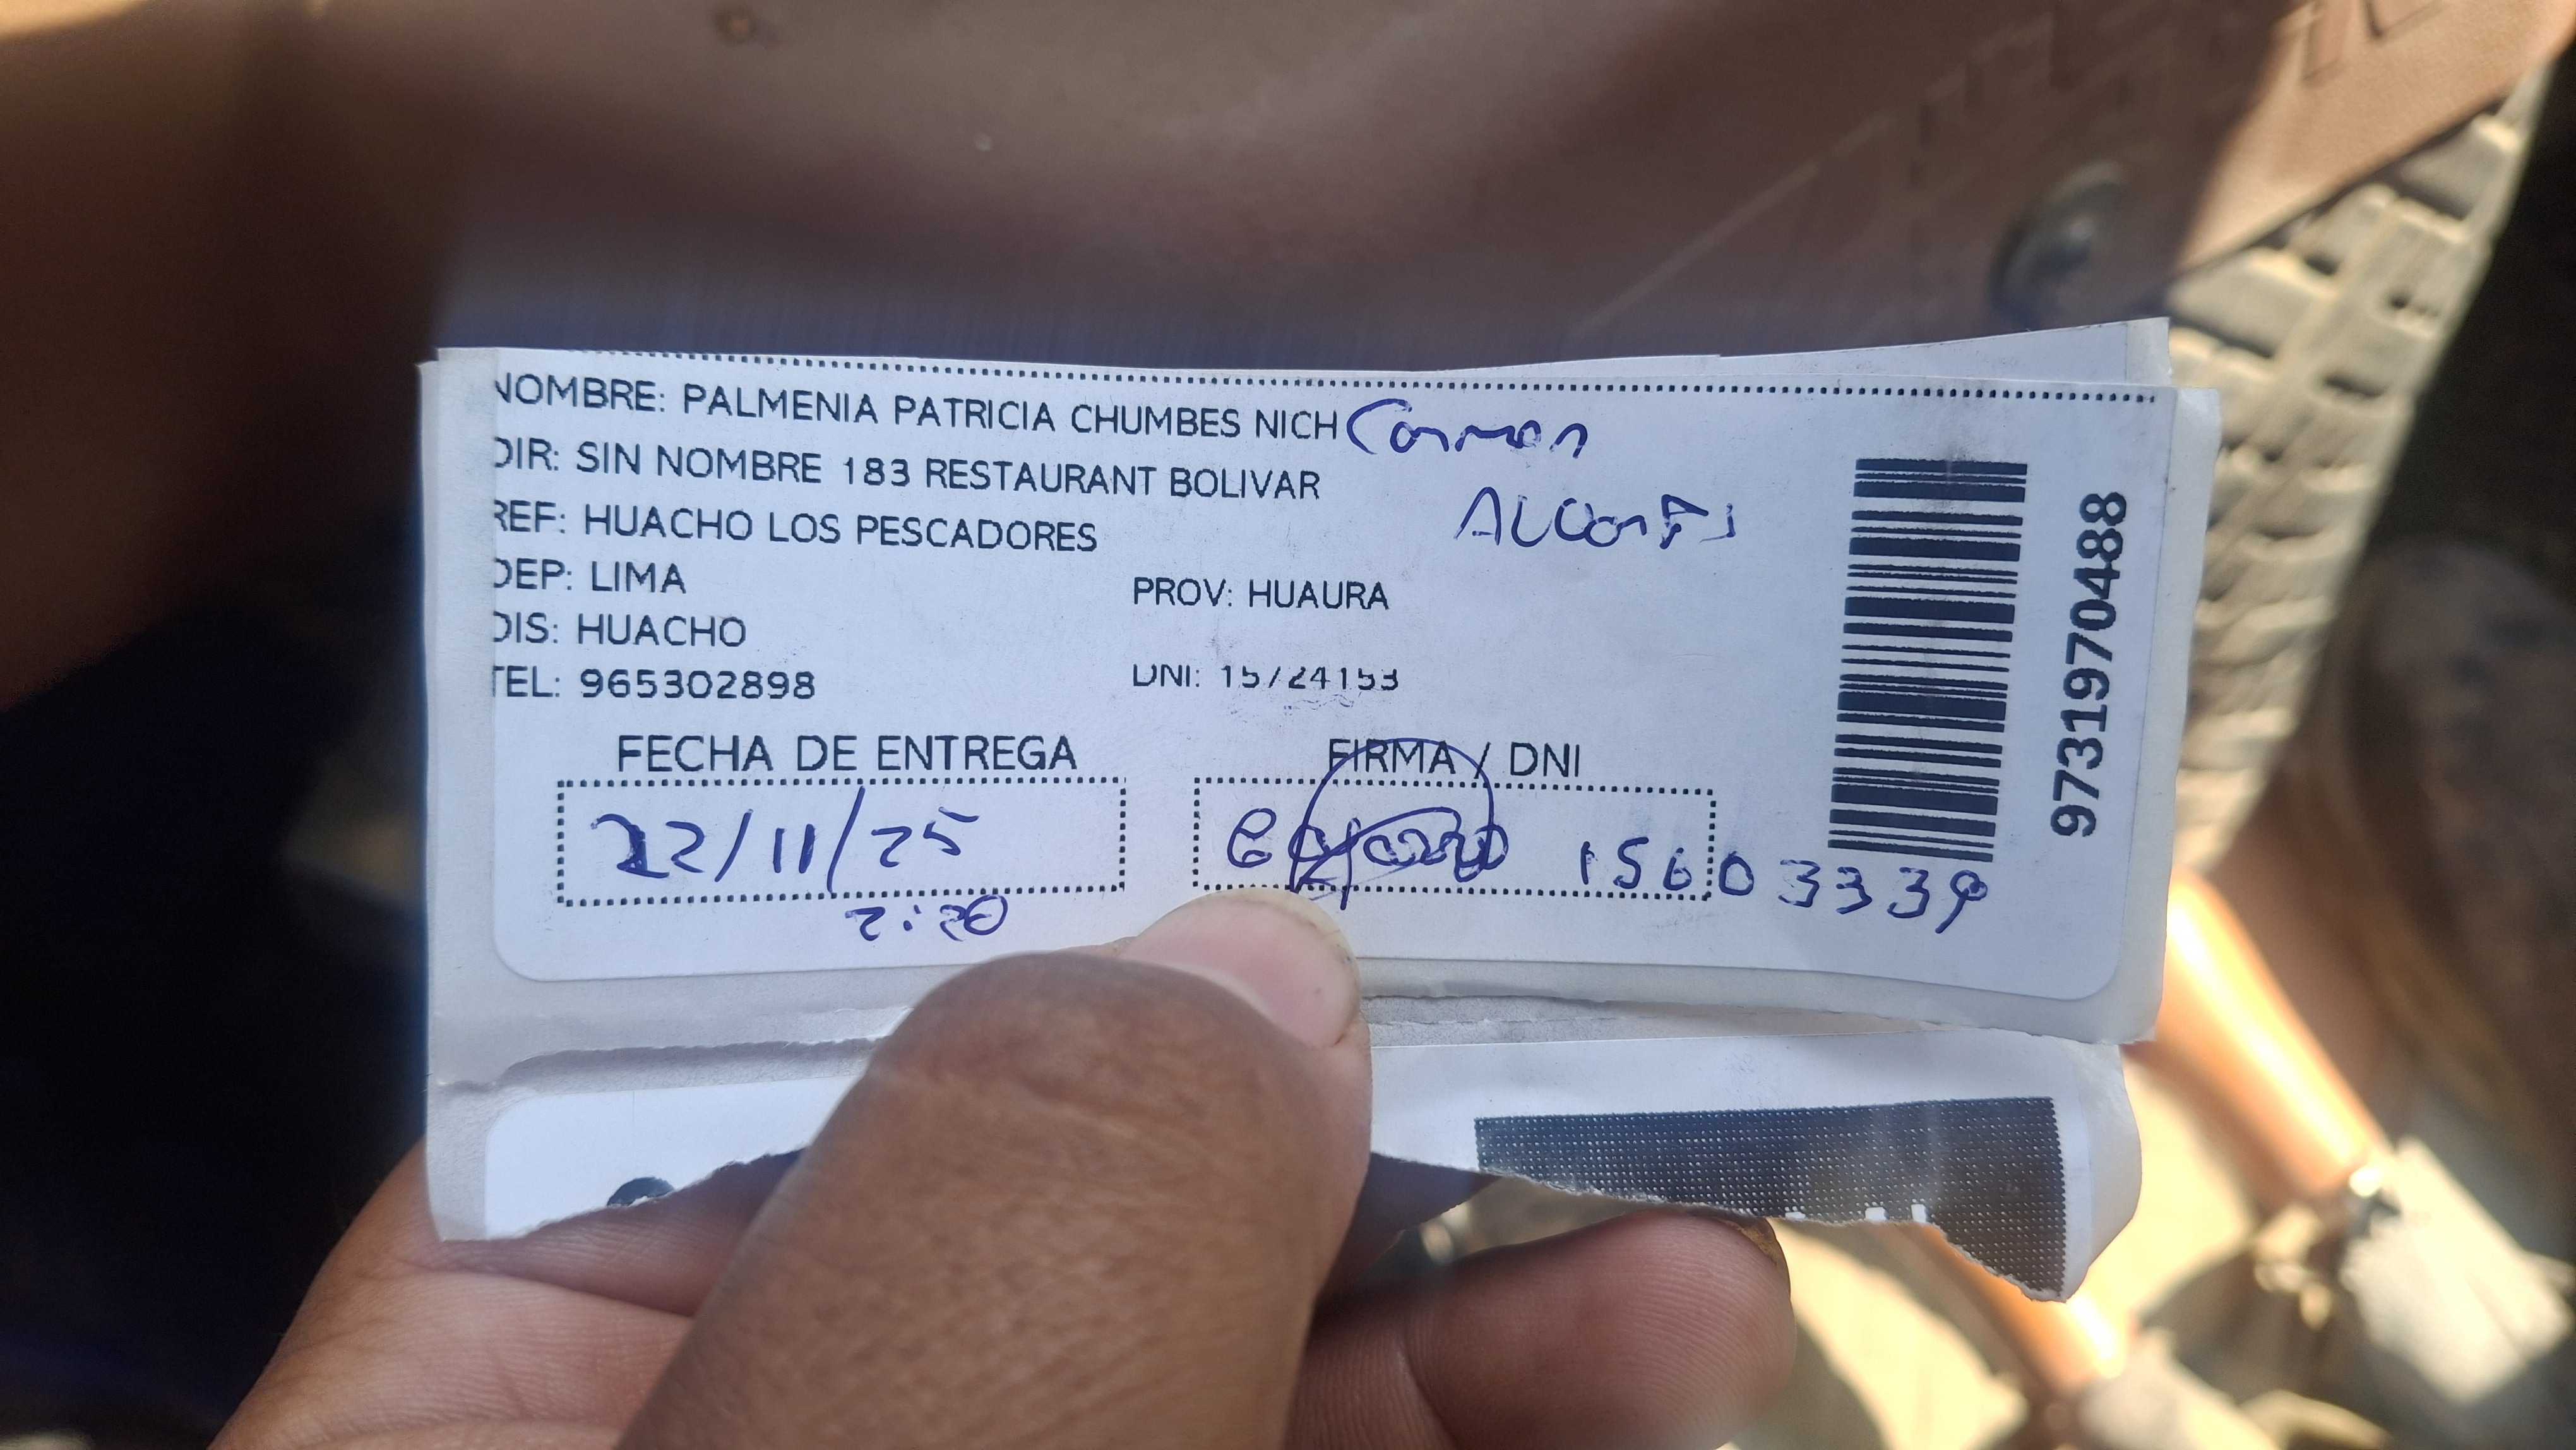 NOMBRE: PALMENIA PATRICIA CHUMBES NICH Carmen
DIR: SIN NOMBRE 183 RESTAURANT BOLIVAR
REF: HUACHO LOS PESCADORES
DEP: LIMA PROV: HUAURA
DIS: HUACHO
TEL: 965302898 DNI: 15724153
FECHA DE ENTREGA FIRMA / DNI
22/11/25 15603339
2:20
9731970488